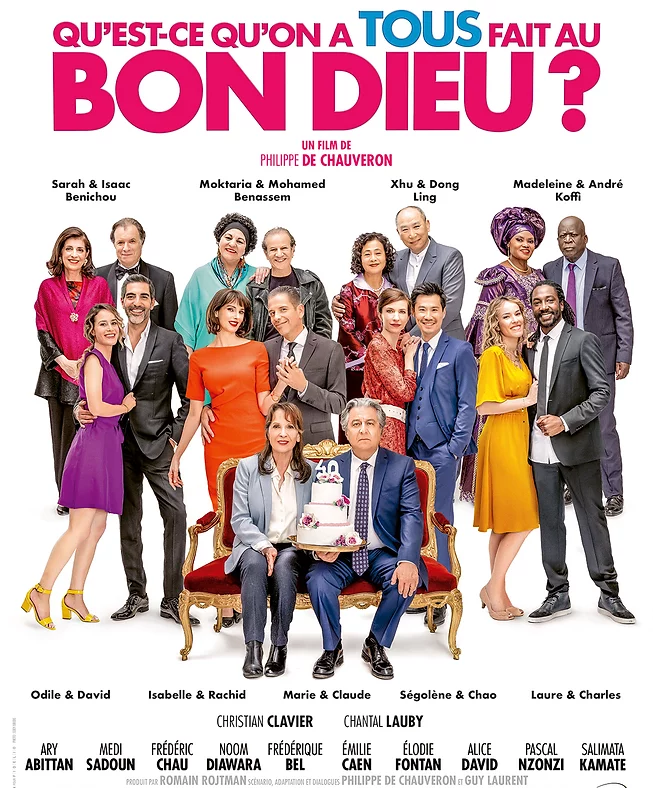 QU'EST-CE QU'ON A TOUS FAIT AU
BON DIEU ?
UN FILM DE
PHILIPPE DE CHAUVERON
Sarah & Isaac
Benichou
Moktaria & Mohamed
Benassem
Xhu & Dong
Ling
Madeleine & André
Koffi
40
Odile & David
Isabelle & Rachid
Marie & Claude
Ségolène & Chao
Laure & Charles
CHRISTIAN CLAVIER
CHANTAL LAUBY
ARY
ABITTAN
MEDI
SADOUN
FRÉDÉRIC
CHAU
NOOM
DIAWARA
FRÉDÉRIQUE
BEL
ÉMILIE
CAEN
ÉLODIE
FONTAN
ALICE
DAVID
PASCAL
NZONZI
SALIMATA
KAMATE
PRODUIT PAR ROMAIN ROJTMAN SCÉNARIO, ADAPTATION ET DIALOGUES PHILIPPE DE CHAUVERON ET GUY LAURENT